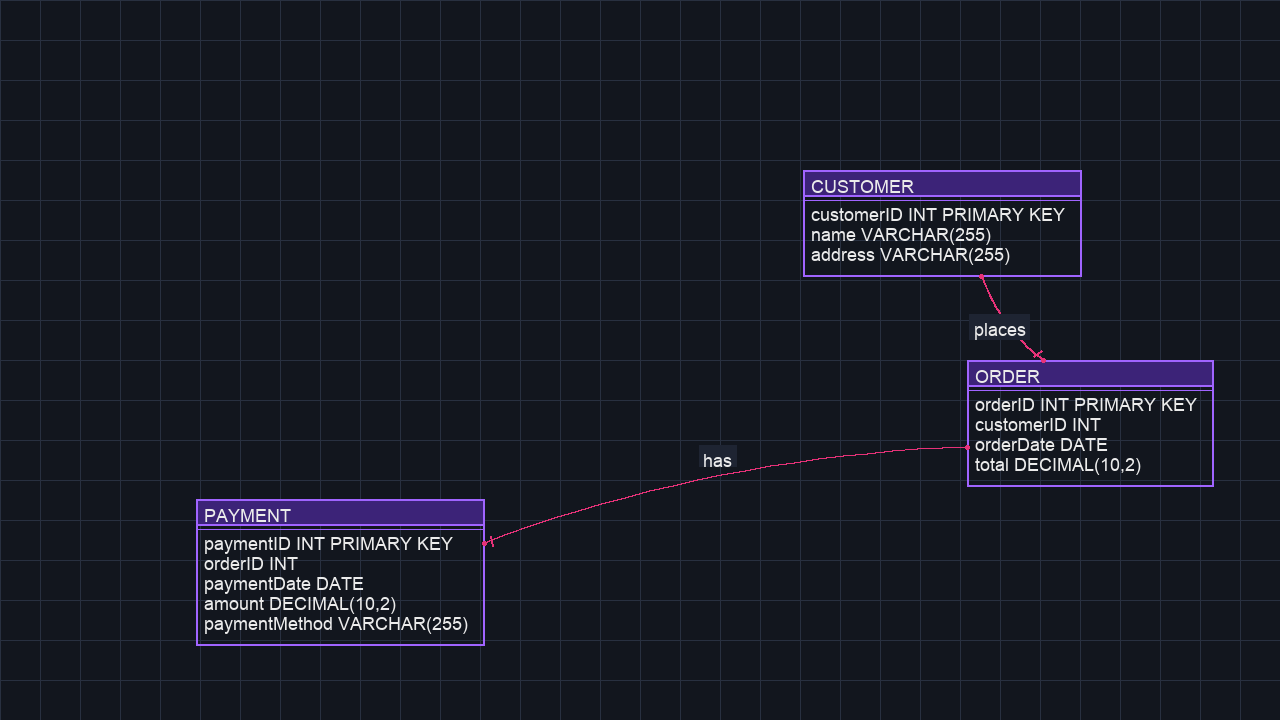 CUSTOMER
customerID INT PRIMARY KEY
name VARCHAR(255)
address VARCHAR(255)
places
ORDER
orderID INT PRIMARY KEY
customerID INT
orderDate DATE
total DECIMAL(10,2)
has
PAYMENT
paymentID INT PRIMARY KEY
orderID INT
paymentDate DATE
amount DECIMAL(10,2)
paymentMethod VARCHAR(255)